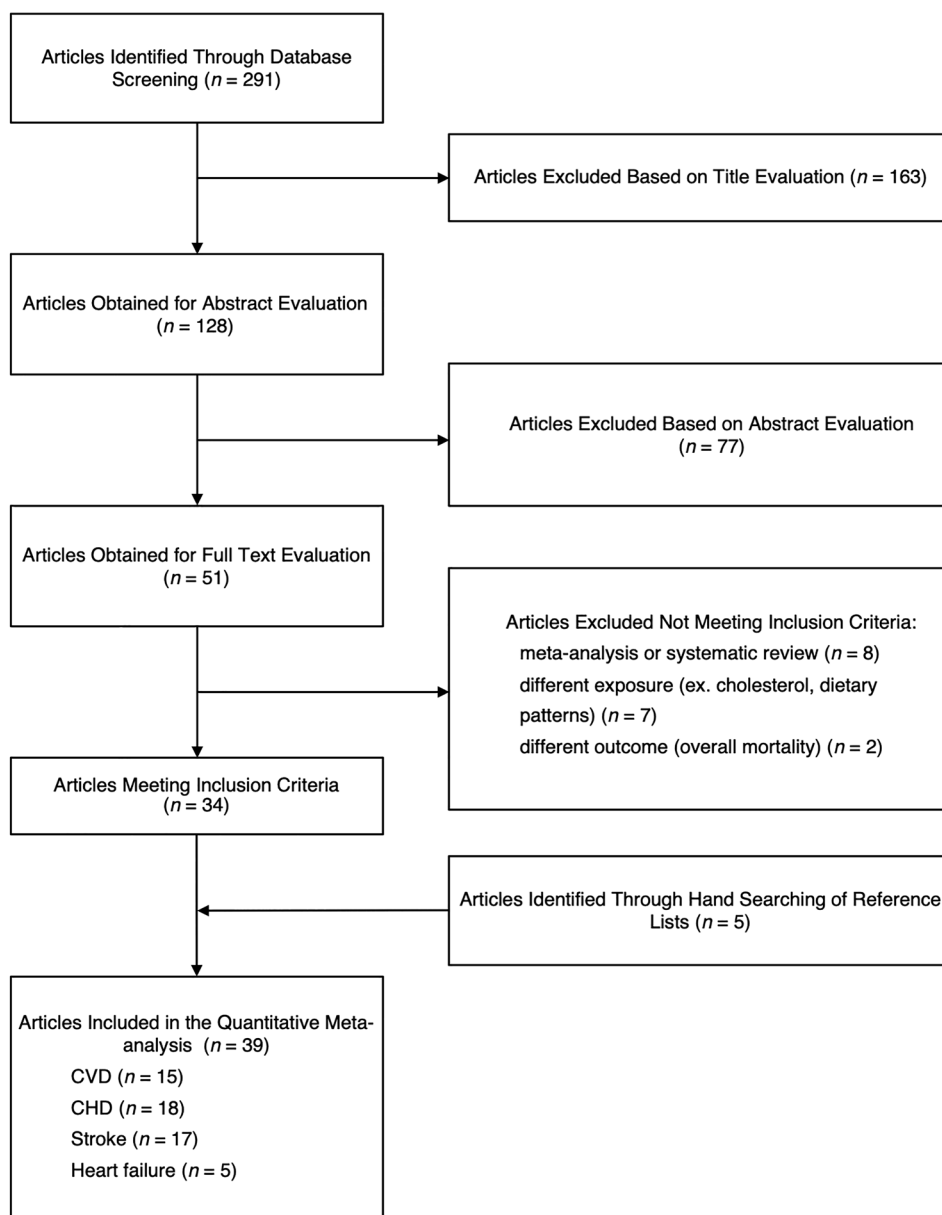 Articles Identified Through Database
Screening (n = 291)
Articles Excluded Based on Title Evaluation (n = 163)
Articles Obtained for Abstract Evaluation
(n = 128)
Articles Excluded Based on Abstract Evaluation
(n = 77)
Articles Obtained for Full Text Evaluation
(n = 51)
Articles Excluded Not Meeting Inclusion Criteria:
meta-analysis or systematic review (n = 8)
different exposure (ex. cholesterol, dietary
patterns) (n = 7)
different outcome (overall mortality) (n = 2)
Articles Meeting Inclusion Criteria
(n = 34)
Articles Identified Through Hand Searching of Reference
Lists (n = 5)
Articles Included in the Quantitative Meta-
analysis (n = 39)
CVD (n = 15)
CHD (n = 18)
Stroke (n = 17)
Heart failure (n = 5)